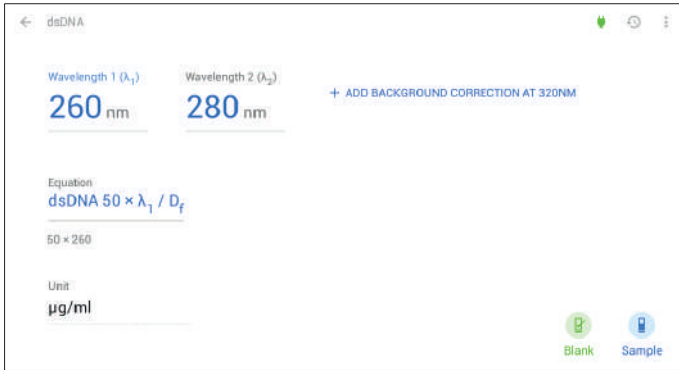 dsDNA
Wavelength 1 (λ₁) Wavelength 2 (λ₂)
260 nm 280 nm + ADD BACKGROUND CORRECTION AT 320NM
Equation
dsDNA 50 × λ₁ / D_f
50 × 260
Unit
µg/ml
Blank Sample